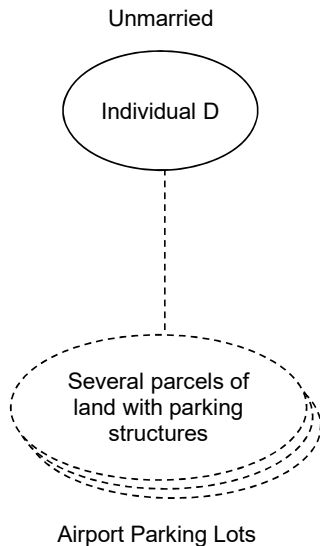 Unmarried
Individual D
Several parcels of
land with parking
structures
Airport Parking Lots